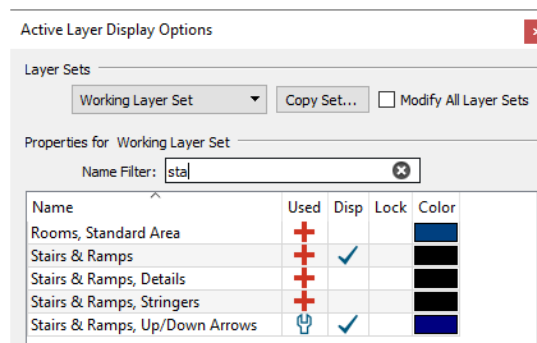 Active Layer Display Options
Layer Sets
Working Layer Set Copy Set... Modify All Layer Sets
Properties for Working Layer Set
Name Filter: sta
Name Used Disp Lock Color
Rooms, Standard Area
Stairs & Ramps
Stairs & Ramps, Details
Stairs & Ramps, Stringers
Stairs & Ramps, Up/Down Arrows